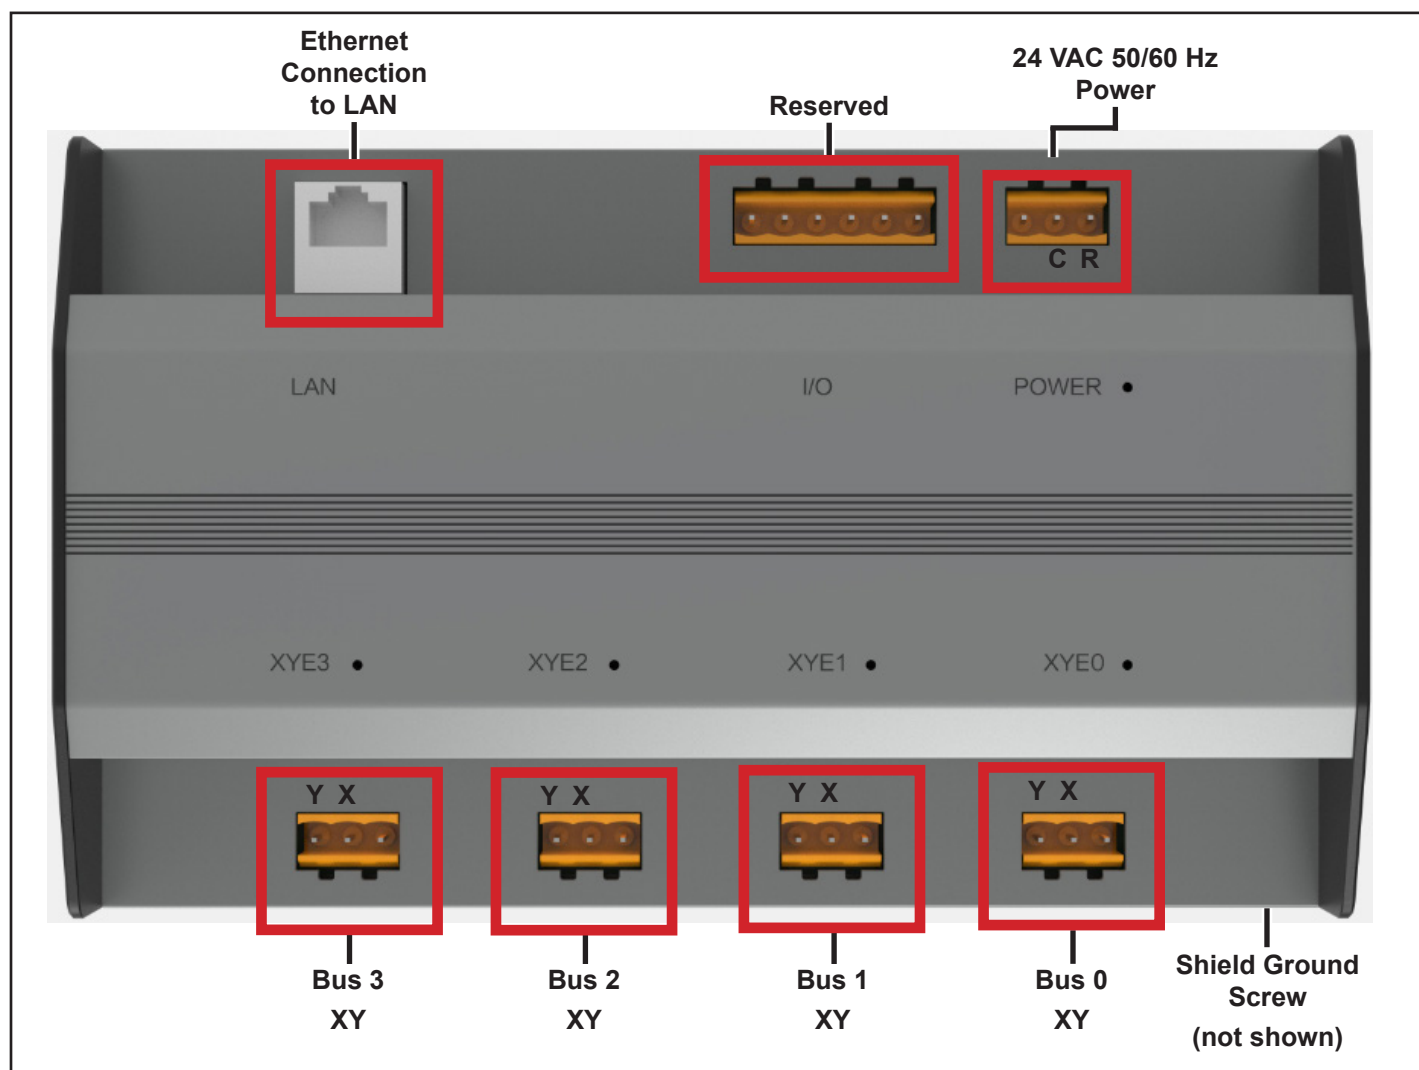 Ethernet
Connection
to LAN
Reserved
24 VAC 50/60 Hz
Power
C R
LAN
I/O
POWER
XYE3
XYE2
XYE1
XYE0
Y X
Y X
Y X
Y X
Bus 3
XY
Bus 2
XY
Bus 1
XY
Bus 0
XY
Shield Ground
Screw
(not shown)